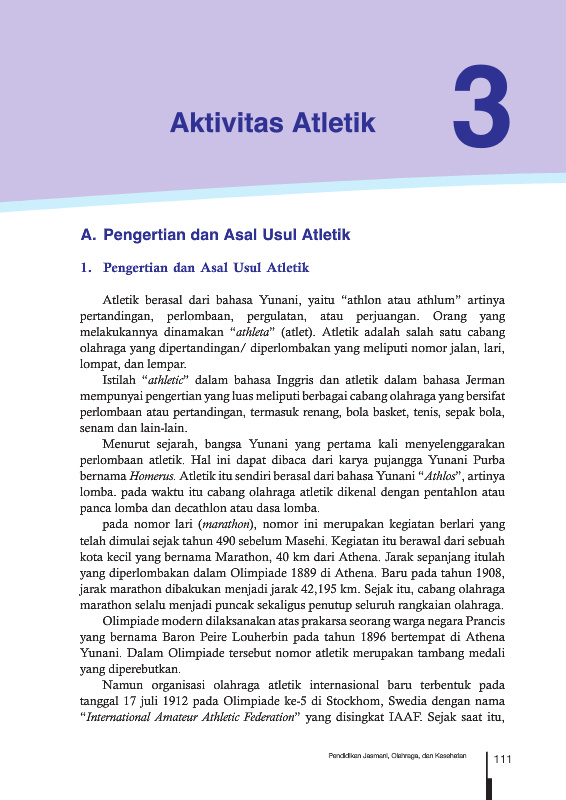 3
Aktivitas Atletik
A. Pengertian dan Asal Usul Atletik
1. Pengertian dan Asal Usul Atletik
Atletik berasal dari bahasa Yunani, yaitu “athlon atau athlum” artinya
pertandingan, perlombaan, pergulatan, atau perjuangan. Orang yang
melakukannya dinamakan “athleta” (atlet). Atletik adalah salah satu cabang
olahraga yang dipertandingan/ diperlombakan yang meliputi nomor jalan, lari,
lompat, dan lempar.
Istilah “athletic” dalam bahasa Inggris dan atletik dalam bahasa Jerman
mempunyai pengertian yang luas meliputi berbagai cabang olahraga yang bersifat
perlombaan atau pertandingan, termasuk renang, bola basket, tenis, sepak bola,
senam dan lain-lain.
Menurut sejarah, bangsa Yunani yang pertama kali menyelenggarakan
perlombaan atletik. Hal ini dapat dibaca dari karya pujangga Yunani Purba
bernama Homerus. Atletik itu sendiri berasal dari bahasa Yunani “Athlos”, artinya
lomba. pada waktu itu cabang olahraga atletik dikenal dengan pentahlon atau
panca lomba dan decathlon atau dasa lomba.
pada nomor lari (marathon), nomor ini merupakan kegiatan berlari yang
telah dimulai sejak tahun 490 sebelum Masehi. Kegiatan itu berawal dari sebuah
kota kecil yang bernama Marathon, 40 km dari Athena. Jarak sepanjang itulah
yang diperlombakan dalam Olimpiade 1889 di Athena. Baru pada tahun 1908,
jarak marathon dibakukan menjadi jarak 42,195 km. Sejak itu, cabang olahraga
marathon selalu menjadi puncak sekaligus penutup seluruh rangkaian olahraga.
Olimpiade modern dilaksanakan atas prakarsa seorang warga negara Prancis
yang bernama Baron Peire Louherbin pada tahun 1896 bertempat di Athena
Yunani. Dalam Olimpiade tersebut nomor atletik merupakan tambang medali
yang diperebutkan.
Namun organisasi olahraga atletik internasional baru terbentuk pada
tanggal 17 juli 1912 pada Olimpiade ke-5 di Stockhom, Swedia dengan nama
“International Amateur Athletic Federation” yang disingkat IAAF. Sejak saat itu,
Pendidikan Jasmani, Olahraga, dan Kesehatan 111